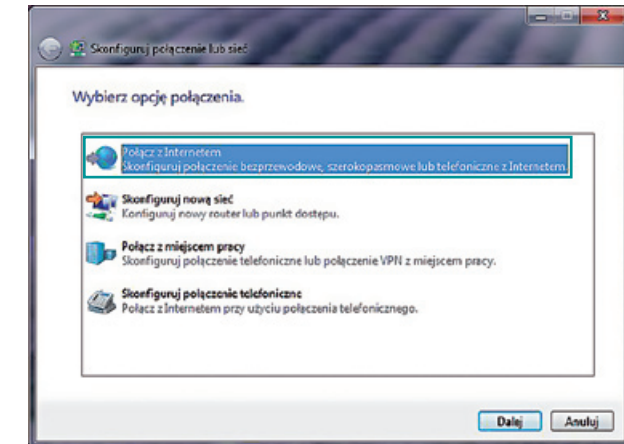 Skonfiguruj połączenie lub sieć
Wybierz opcję połączenia.
Połącz z Internetem
Skonfiguruj połączenie bezprzewodowe, szerokopasmowe lub telefoniczne z Internetem
Skonfiguruj nową sieć
Konfiguruj nowy router lub punkt dostępu.
Połącz z miejscem pracy
Skonfiguruj połączenie telefoniczne lub połączenie VPN z miejscem pracy.
Skonfiguruj połączenie telefoniczne
Połącz z Internetem przy użyciu połączenia telefonicznego.
Dalej Anuluj